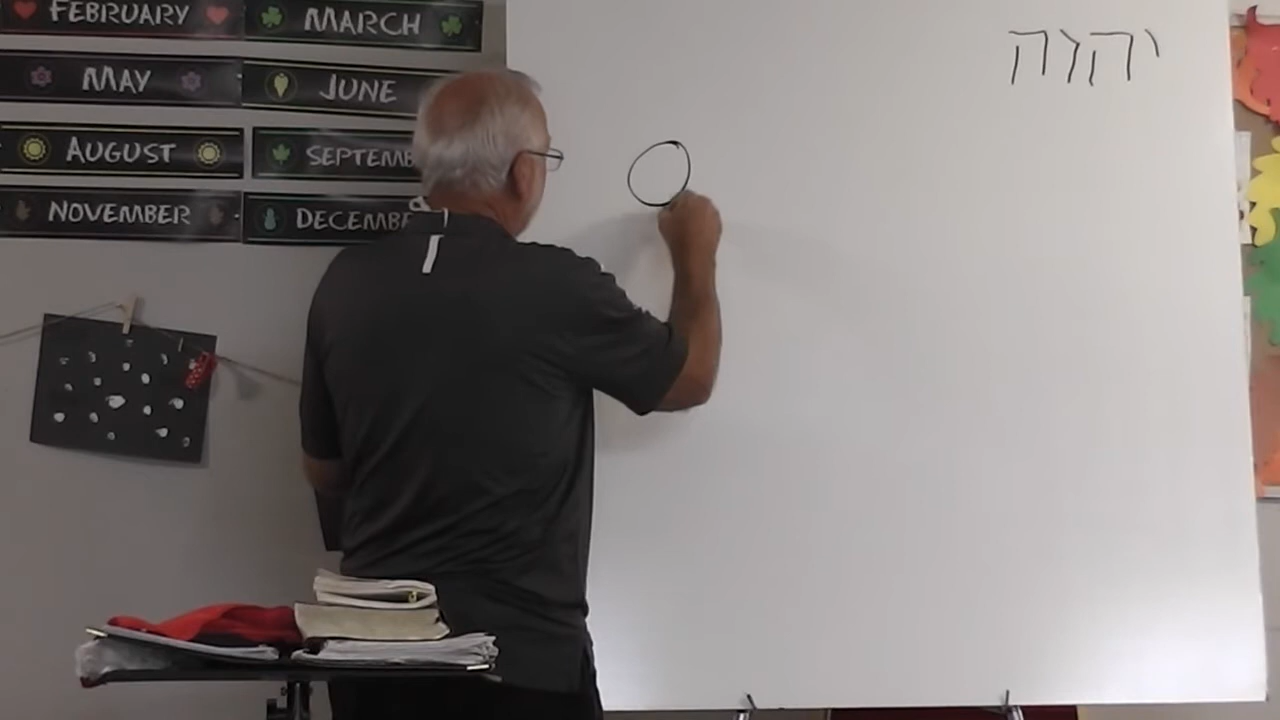 FEBRUARY
MARCH
MAY
JUNE
AUGUST
SEPTEMB
NOVEMBER
DECEMBE
יהוה